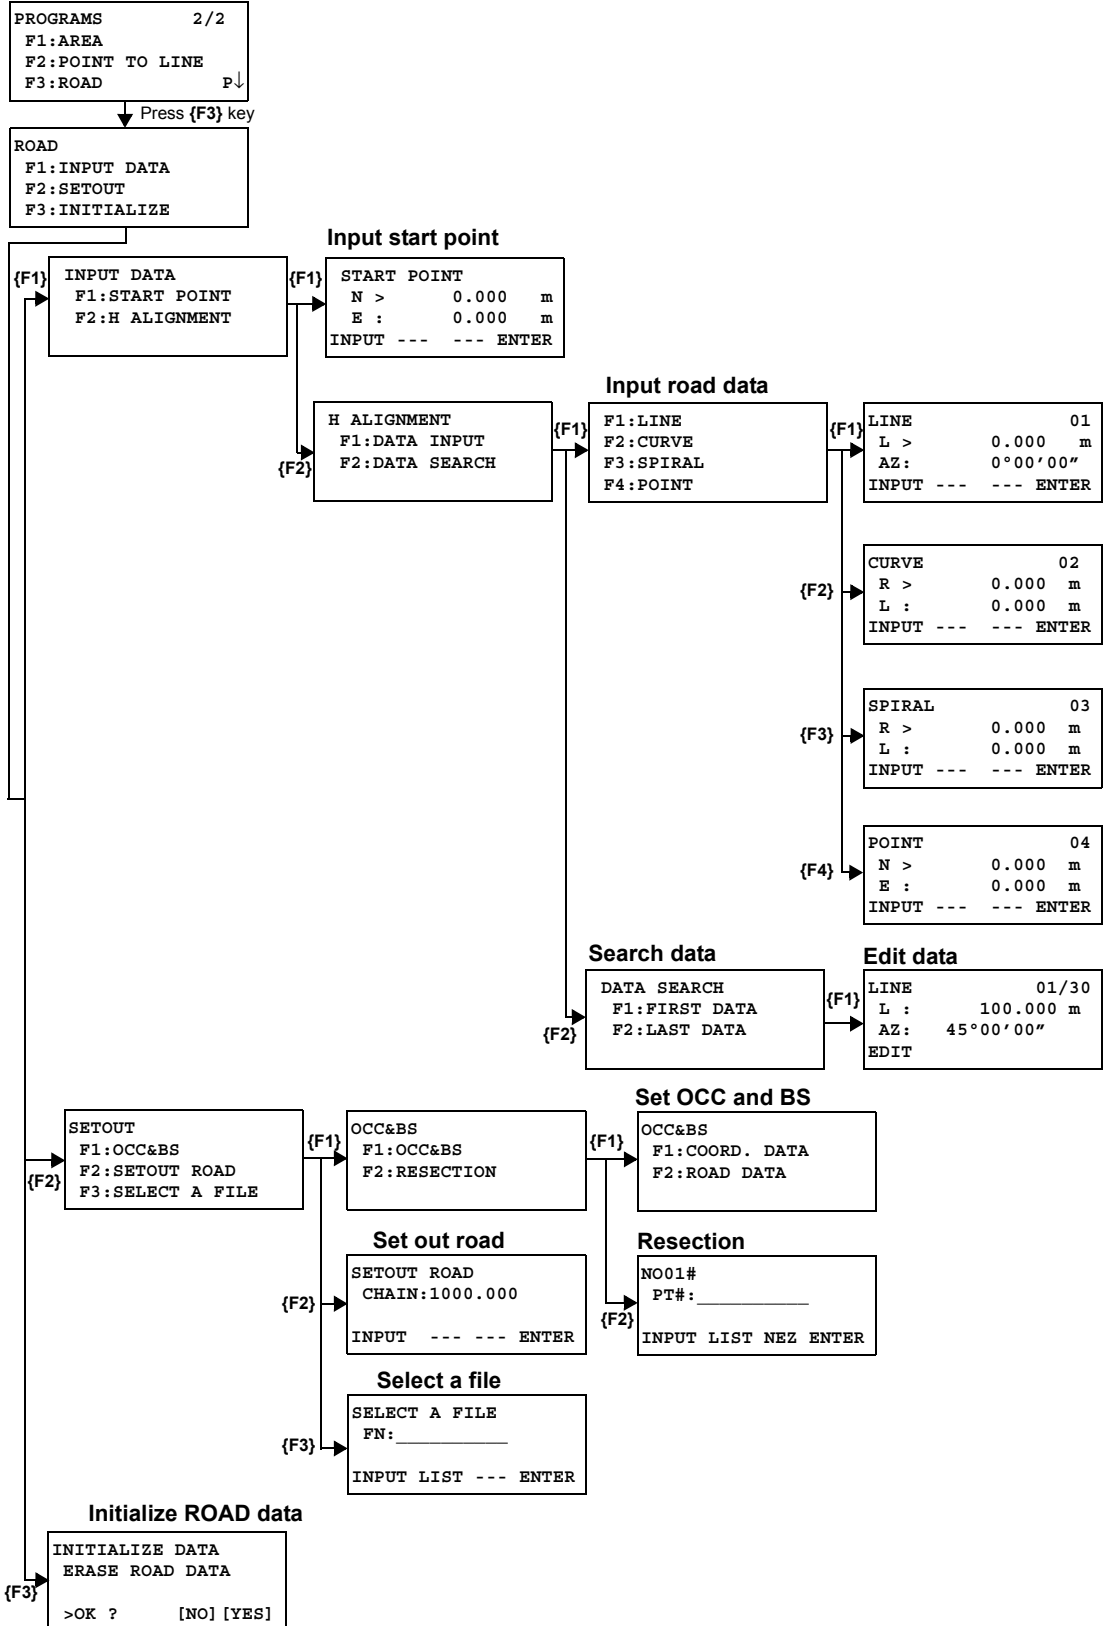 PROGRAMS 2/2
F1:AREA
F2:POINT TO LINE
F3:ROAD P↓
Press {F3} key
ROAD
F1:INPUT DATA
F2:SETOUT
F3:INITIALIZE
{F1}
INPUT DATA
F1:START POINT
F2:H ALIGNMENT
Input start point
{F1}
START POINT
N > 0.000 m
E : 0.000 m
INPUT --- --- ENTER
{F2}
H ALIGNMENT
F1:DATA INPUT
F2:DATA SEARCH
Input road data
{F1}
F1:LINE
F2:CURVE
F3:SPIRAL
F4:POINT
{F1}
LINE 01
L > 0.000 m
AZ: 0°00'00"
INPUT --- --- ENTER
{F2}
CURVE 02
R > 0.000 m
L : 0.000 m
INPUT --- --- ENTER
{F3}
SPIRAL 03
R > 0.000 m
L : 0.000 m
INPUT --- --- ENTER
{F4}
POINT 04
N > 0.000 m
E : 0.000 m
INPUT --- --- ENTER
Search data
{F2}
DATA SEARCH
F1:FIRST DATA
F2:LAST DATA
Edit data
{F1}
LINE 01/30
L : 100.000 m
AZ: 45°00'00"
EDIT
{F2}
SETOUT
F1:OCC&BS
F2:SETOUT ROAD
F3:SELECT A FILE
{F1}
OCC&BS
F1:OCC&BS
F2:RESECTION
Set OCC and BS
{F1}
OCC&BS
F1:COORD. DATA
F2:ROAD DATA
Resection
{F2}
NO01#
PT#:__________
INPUT LIST NEZ ENTER
Set out road
{F2}
SETOUT ROAD
CHAIN:1000.000
INPUT --- --- ENTER
Select a file
{F3}
SELECT A FILE
FN:__________
INPUT LIST --- ENTER
Initialize ROAD data
{F3}
INITIALIZE DATA
ERASE ROAD DATA
>OK ? [NO][YES]